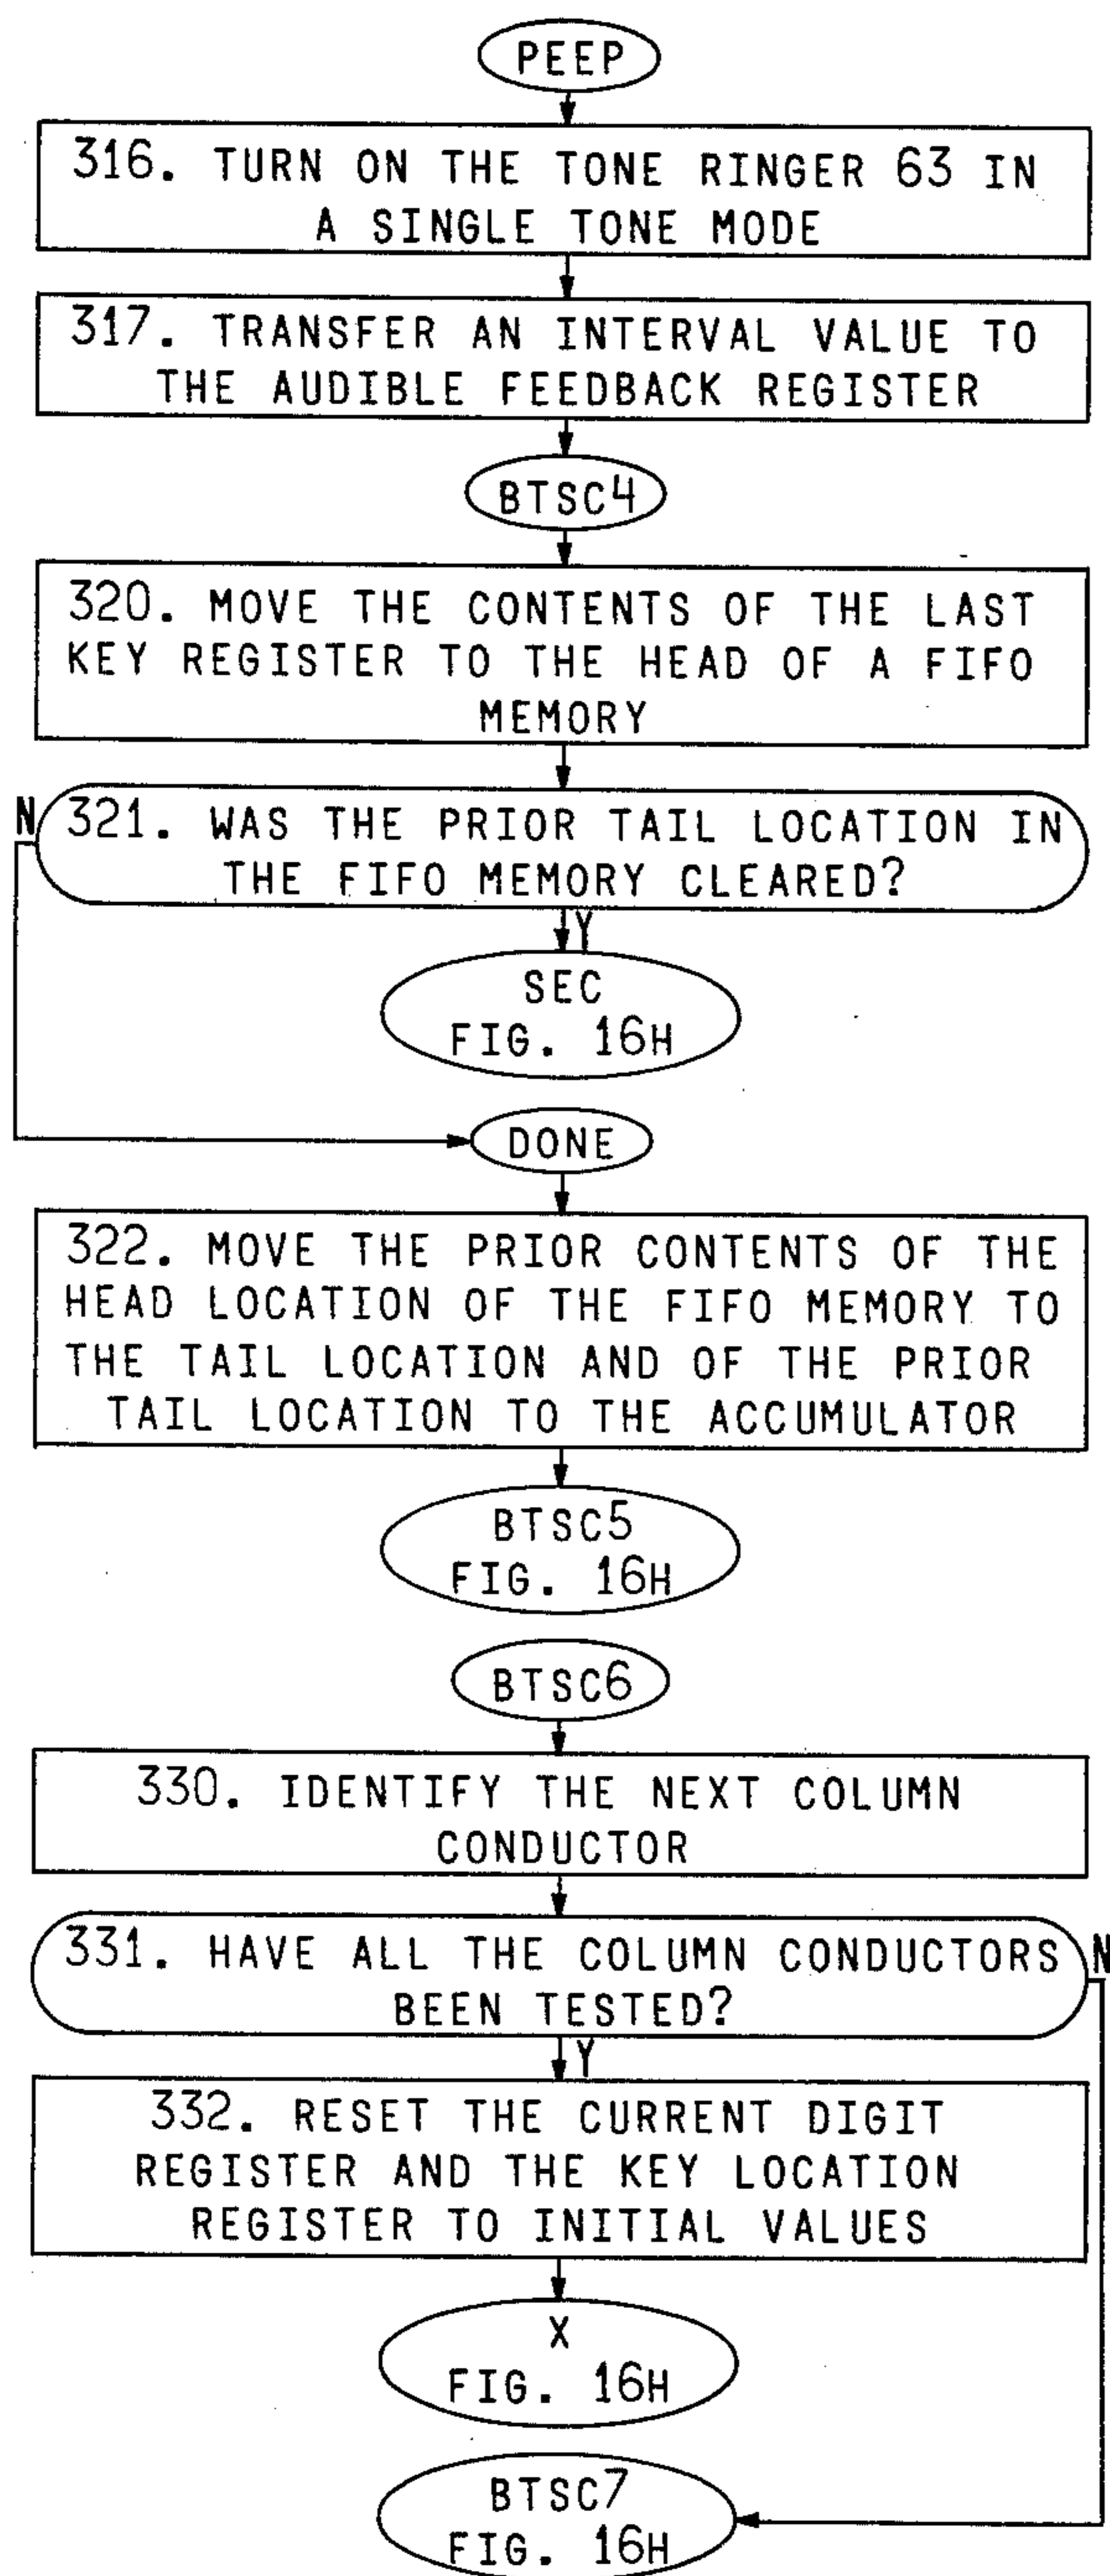 PEEP
316. TURN ON THE TONE RINGER 63 IN
A SINGLE TONE MODE
317. TRANSFER AN INTERVAL VALUE TO
THE AUDIBLE FEEDBACK REGISTER
BTSC4
320. MOVE THE CONTENTS OF THE LAST
KEY REGISTER TO THE HEAD OF A FIFO
MEMORY
N
321. WAS THE PRIOR TAIL LOCATION IN
THE FIFO MEMORY CLEARED?
Y
SEC
FIG. 16H
DONE
322. MOVE THE PRIOR CONTENTS OF THE
HEAD LOCATION OF THE FIFO MEMORY TO
THE TAIL LOCATION AND OF THE PRIOR
TAIL LOCATION TO THE ACCUMULATOR
BTSC5
FIG. 16H
BTSC6
330. IDENTIFY THE NEXT COLUMN
CONDUCTOR
331. HAVE ALL THE COLUMN CONDUCTORS
BEEN TESTED?
N
Y
332. RESET THE CURRENT DIGIT
REGISTER AND THE KEY LOCATION
REGISTER TO INITIAL VALUES
X
FIG. 16H
BTSC7
FIG. 16H